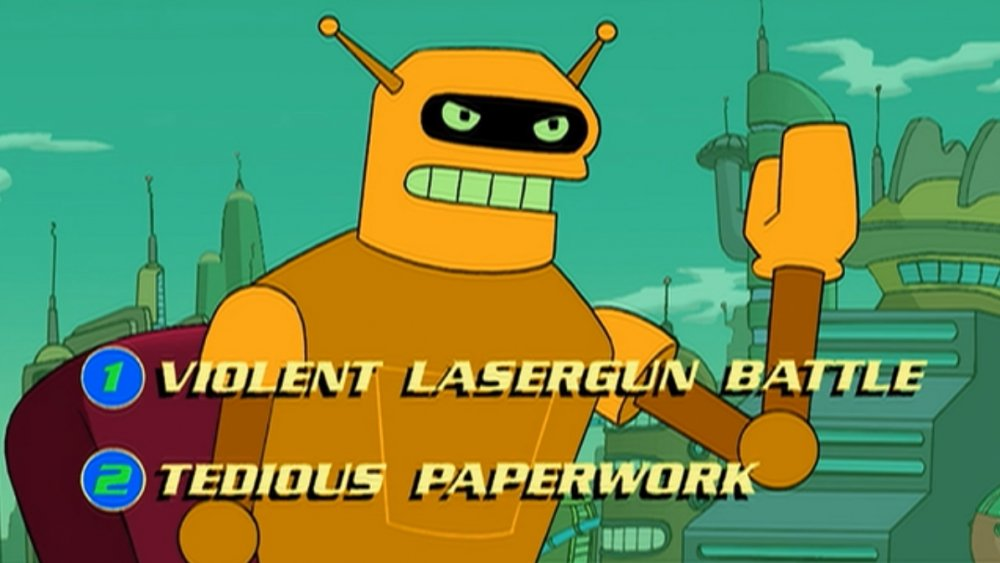 1 VIOLENT LASERGUN BATTLE
2 TEDIOUS PAPERWORK